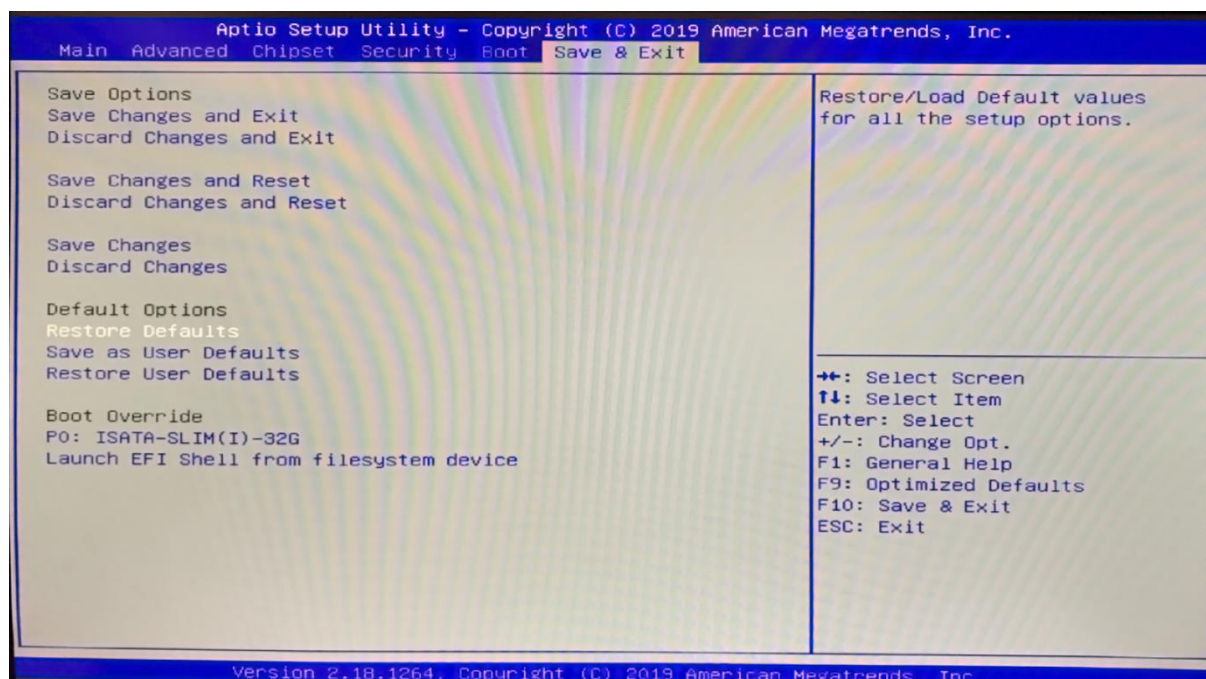 Aptio Setup Utility – Copyright (C) 2019 American Megatrends, Inc.
Main Advanced Chipset Security Boot Save & Exit
Save Options
Save Changes and Exit
Discard Changes and Exit
Save Changes and Reset
Discard Changes and Reset
Save Changes
Discard Changes
Default Options
Restore Defaults
Save as User Defaults
Restore User Defaults
Boot Override
P0: ISATA-SLIM(I)-32G
Launch EFI Shell from filesystem device
Restore/Load Default values
for all the setup options.
→←: Select Screen
↑↓: Select Item
Enter: Select
+/-: Change Opt.
F1: General Help
F9: Optimized Defaults
F10: Save & Exit
ESC: Exit
Version 2.18.1264. Copyright (C) 2019 American Megatrends, Inc.